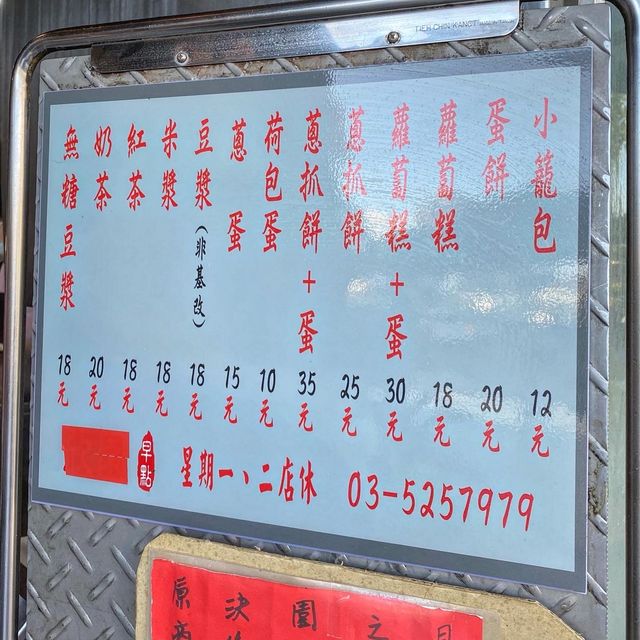 TIEH CHIN KANG
小籠包 12元
蛋餅 20元
蘿蔔糕 18元
蘿蔔糕+蛋 30元
蔥抓餅 25元
蔥抓餅+蛋 35元
荷包蛋 10元
蔥蛋 15元
豆漿(非基改) 18元
米漿 18元
紅茶 18元
奶茶 20元
無糖豆漿 18元
早點
星期一、二店休 03-5257979
園
決
原